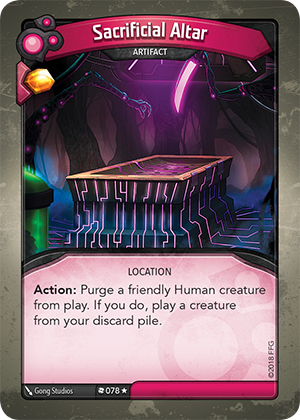 Sacrificial Altar
ARTIFACT
LOCATION
Action: Purge a friendly Human creature
from play. If you do, play a creature
from your discard pile.
©2018 FFG
Gong Studios
078 ★